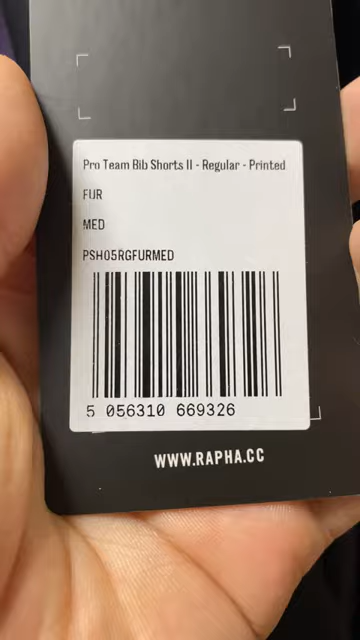 Pro Team Bib Shorts II - Regular - Printed
FUR
MED
PSH05RGFURMED
5 056310 669326
WWW.RAPHA.CC